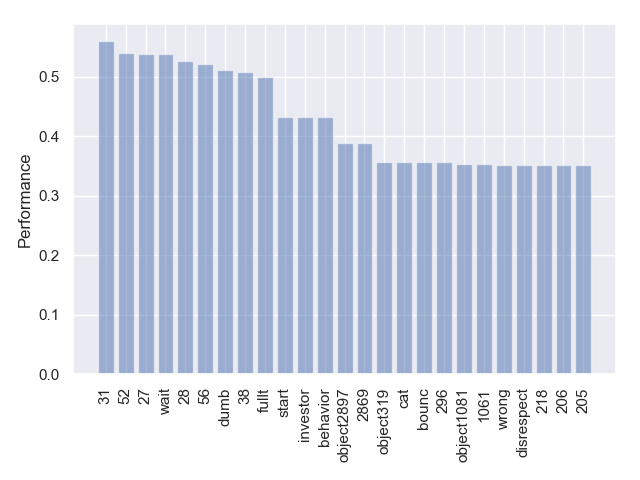 Performance
0.5
0.4
0.3
0.2
0.1
0.0
31
52
27
wait
28
56
dumb
38
fullt
start
investor
behavior
object2897
2869
object319
cat
bounc
296
object1081
1061
wrong
disrespect
218
206
205